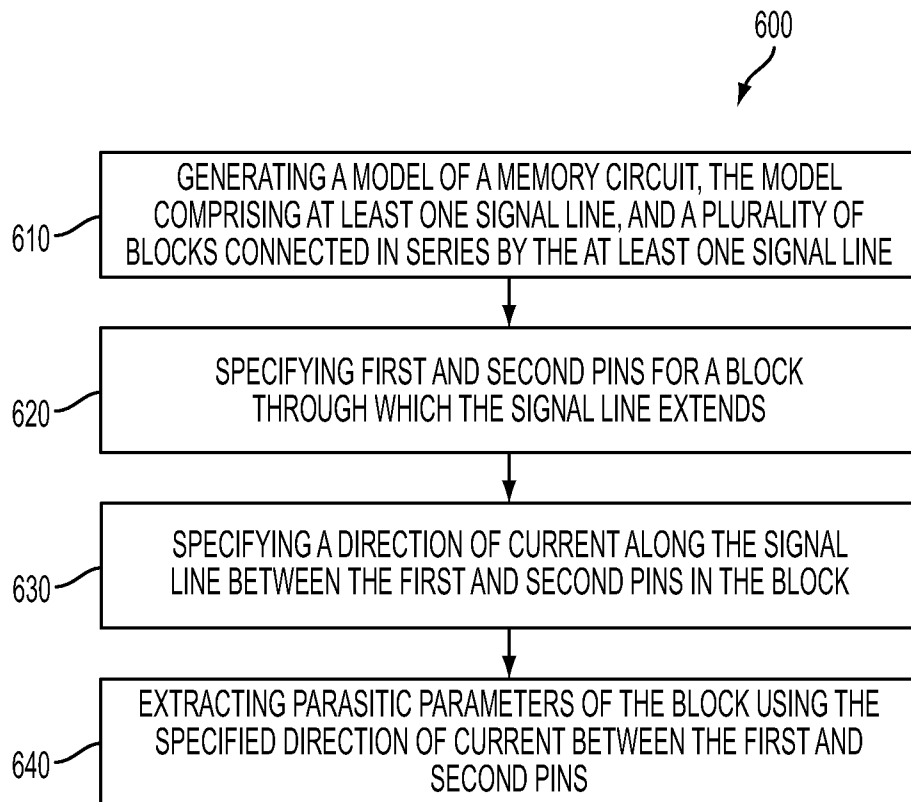 600
610
GENERATING A MODEL OF A MEMORY CIRCUIT, THE MODEL
COMPRISING AT LEAST ONE SIGNAL LINE, AND A PLURALITY OF
BLOCKS CONNECTED IN SERIES BY THE AT LEAST ONE SIGNAL LINE
620
SPECIFYING FIRST AND SECOND PINS FOR A BLOCK
THROUGH WHICH THE SIGNAL LINE EXTENDS
630
SPECIFYING A DIRECTION OF CURRENT ALONG THE SIGNAL
LINE BETWEEN THE FIRST AND SECOND PINS IN THE BLOCK
640
EXTRACTING PARASITIC PARAMETERS OF THE BLOCK USING THE
SPECIFIED DIRECTION OF CURRENT BETWEEN THE FIRST AND
SECOND PINS